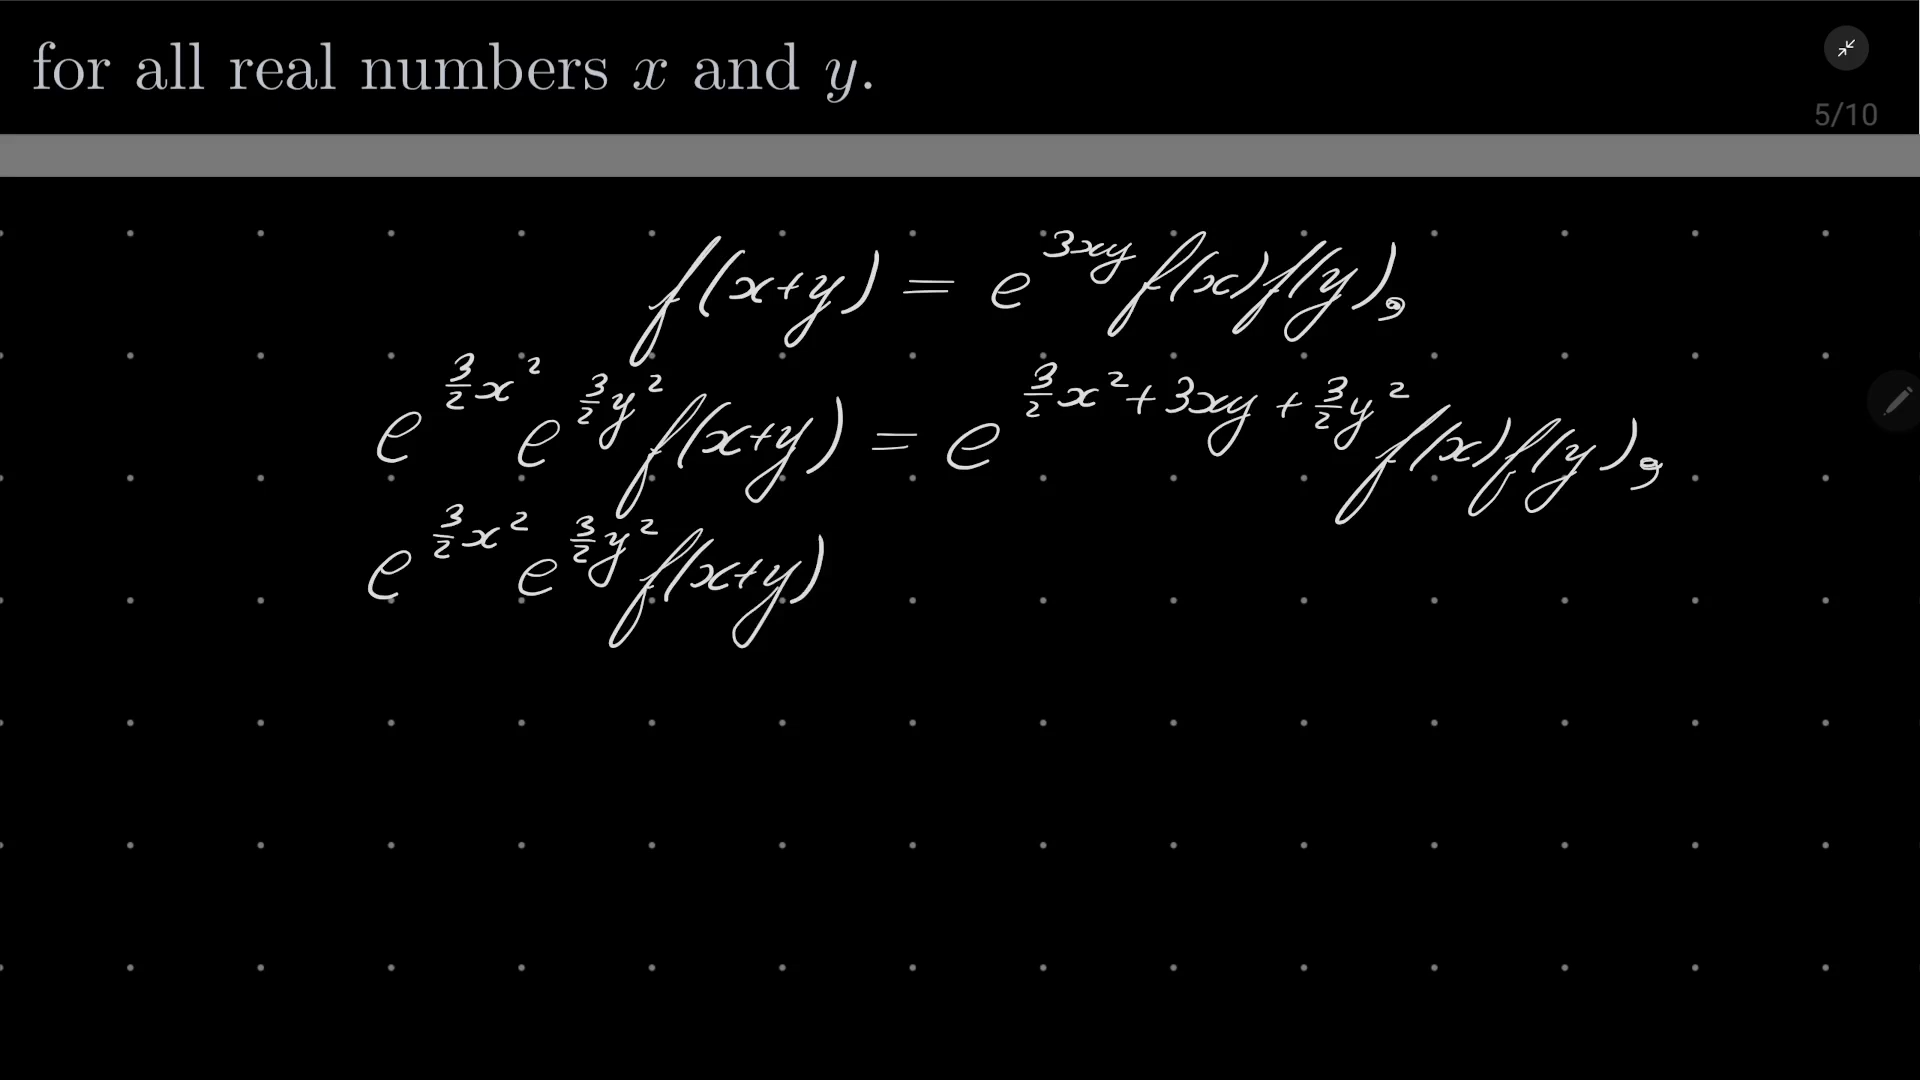 for all real numbers x and y.
5/10
f(x+y) = e^{3xy} f(x)f(y),
e^{\frac{3}{2}x^2} e^{\frac{3}{2}y^2} f(x+y) = e^{\frac{3}{2}x^2 + 3xy + \frac{3}{2}y^2} f(x)f(y),
e^{\frac{3}{2}x^2} e^{\frac{3}{2}y^2} f(x+y)